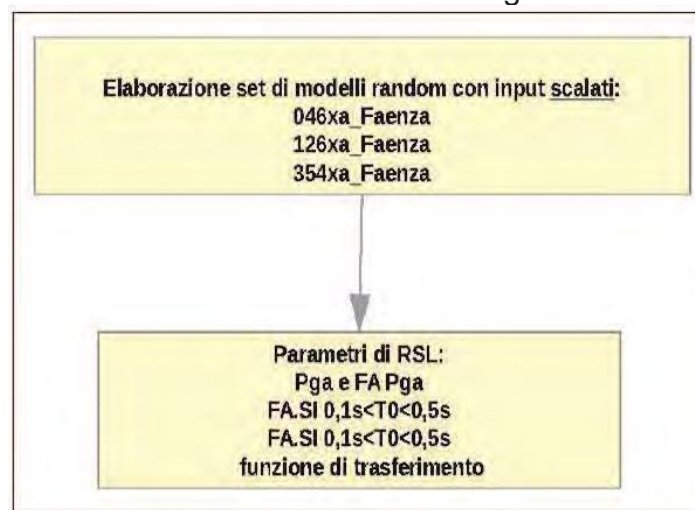 Elaborazione set di modelli random con input scalati:
046xa_Faenza
126xa_Faenza
354xa_Faenza
Parametri di RSL:
Pga e FA Pga
FA.SI 0,1s<T0<0,5s
FA.SI 0,1s<T0<0,5s
funzione di trasferimento